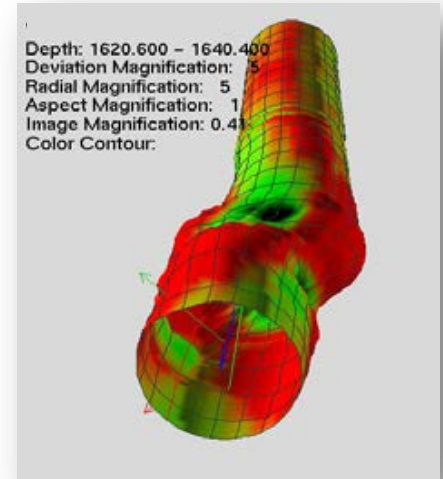 Depth: 1620.600 – 1640.400
Deviation Magnification: 5
Radial Magnification: 5
Aspect Magnification: 1
Image Magnification: 0.41
Color Contour: